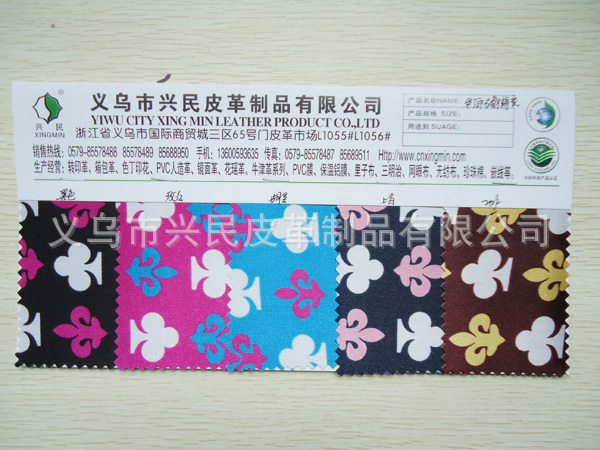 义乌市兴民皮革制品有限公司
YIWU CITY XING MIN LEATHER PRODUCT CO.,LTD
浙江省义乌市国际商贸城三区65号门皮革市场L1055#L1056#
兴 民
XINGMIN
产品名称NAME:
产品规格 SIZE:
用途到 SUAGE:
销售热线: 0579-85578488 85578489 85688950 手机: 13600593635 传真: 0579-85578487 85689511 Http://www.cnxingmin.com
生产经营: 转印革、箱包革、色丁印花、PVC人造革、镜面革、花瑶革、牛津革系列、PVC膜、保温铝膜、里子布、三明治、网眼布、无纺布、珍珠棉、嵌线等。
黑色
义乌市兴民皮革制品有限公司